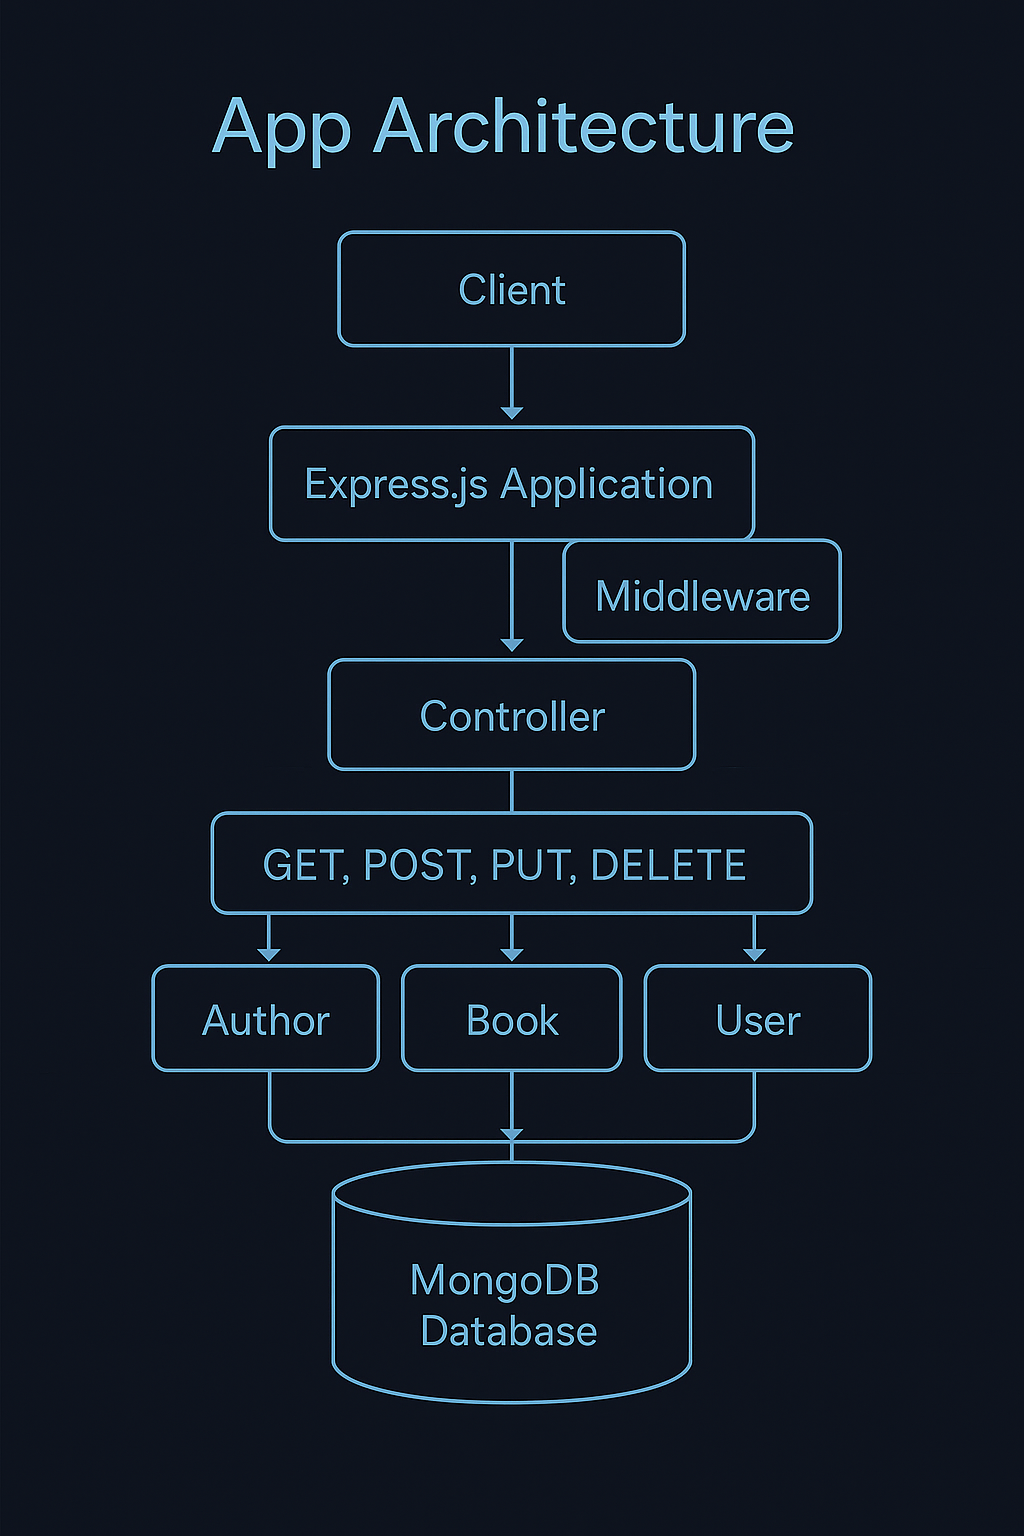 App Architecture
Client
Express.js Application
Middleware
Controller
GET, POST, PUT, DELETE
Author
Book
User
MongoDB
Database